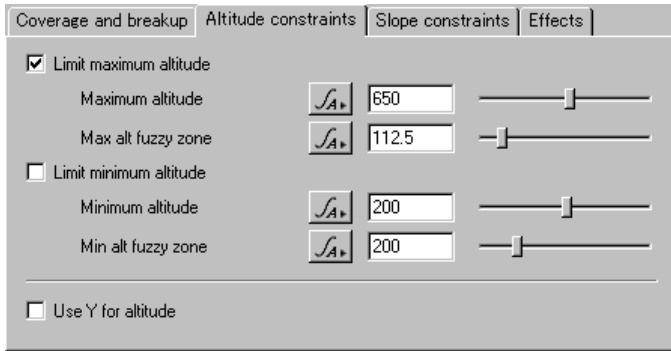 Coverage and breakup Altitude constraints Slope constraints Effects
Limit maximum altitude
Maximum altitude 650
Max alt fuzzy zone 112.5
Limit minimum altitude
Minimum altitude 200
Min alt fuzzy zone 200
Use Y for altitude